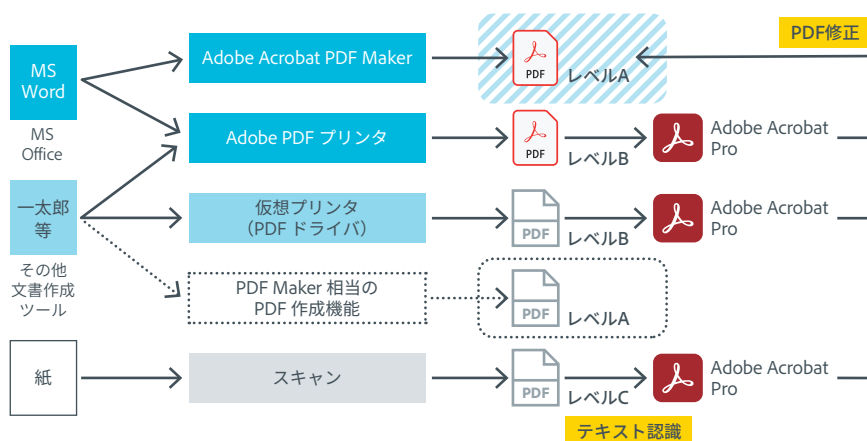 PDF修正
MS
Word
MS
Office
Adobe Acrobat PDF Maker
PDF
レベルA
Adobe PDF プリンタ
PDF
レベルB
Adobe Acrobat
Pro
一太郎
等
その他
文書作成
ツール
仮想プリンタ
（PDF ドライバ）
PDF
レベルB
Adobe Acrobat
Pro
PDF Maker 相当の
PDF 作成機能
PDF
レベルA
紙
スキャン
PDF
レベルC
Adobe Acrobat
Pro
テキスト認識